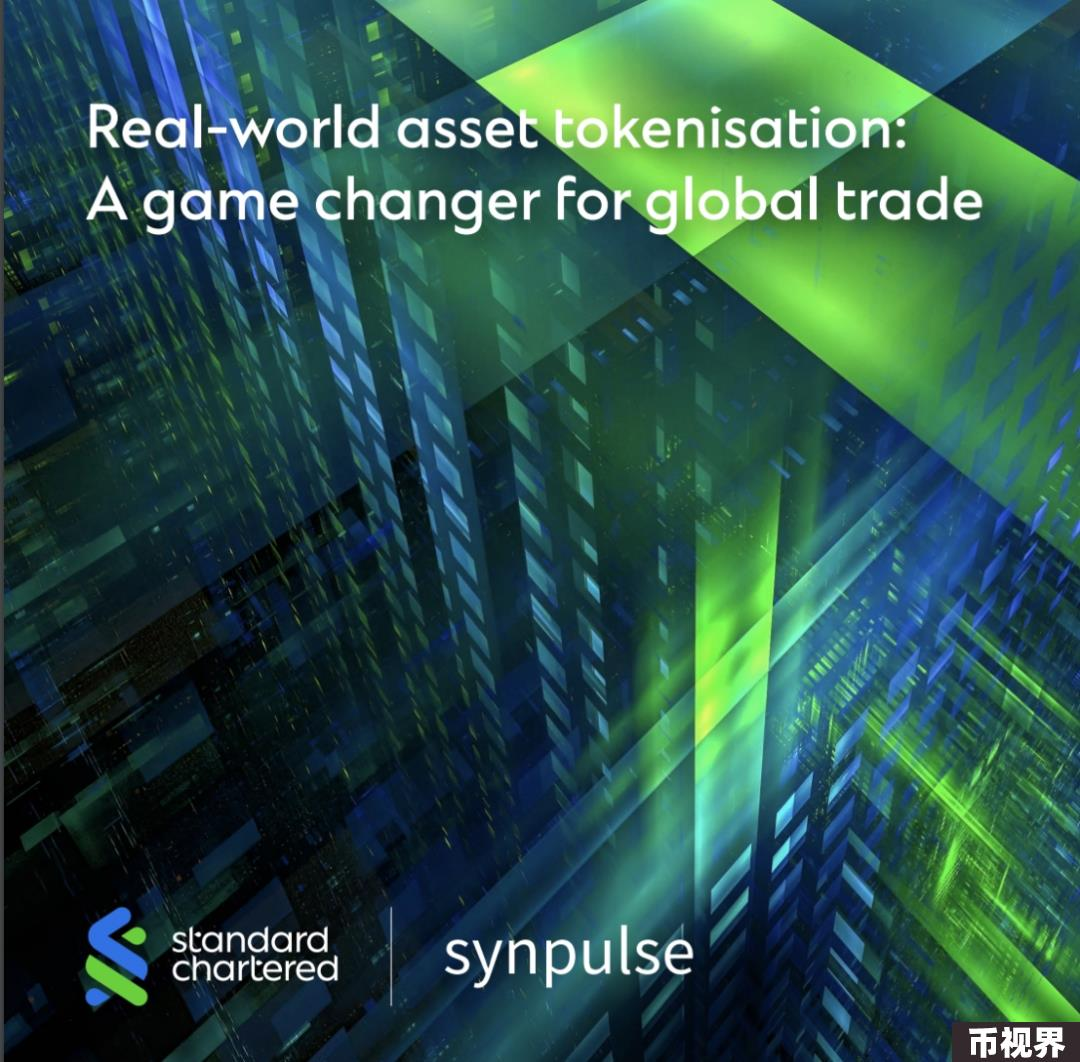 Real-world asset tokenisation:
A game changer for global trade
standard
chartered
synpulse
币视界